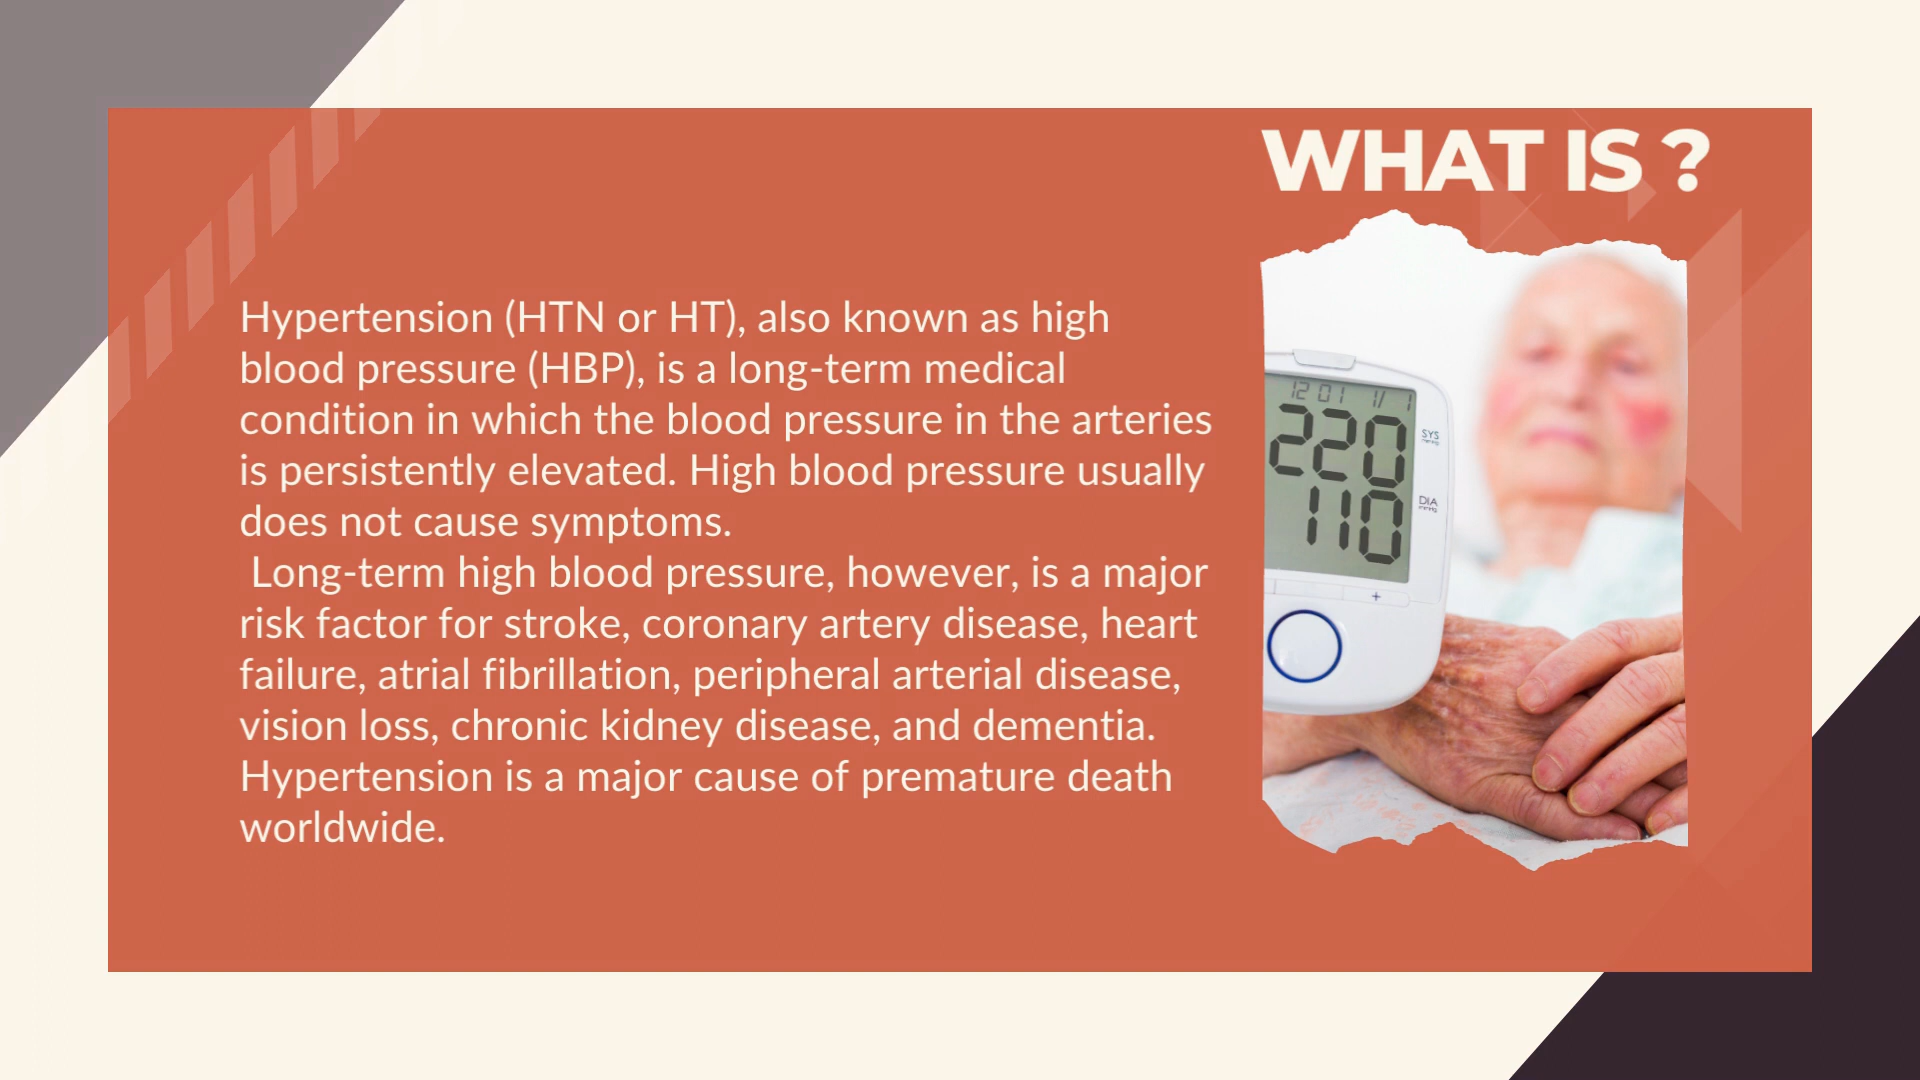 WHAT IS ?
Hypertension (HTN or HT), also known as high
blood pressure (HBP), is a long-term medical
condition in which the blood pressure in the arteries
is persistently elevated. High blood pressure usually
does not cause symptoms.
Long-term high blood pressure, however, is a major
risk factor for stroke, coronary artery disease, heart
failure, atrial fibrillation, peripheral arterial disease,
vision loss, chronic kidney disease, and dementia.
Hypertension is a major cause of premature death
worldwide.
12 01 1/ 1
220 SYS
110 DIA
+